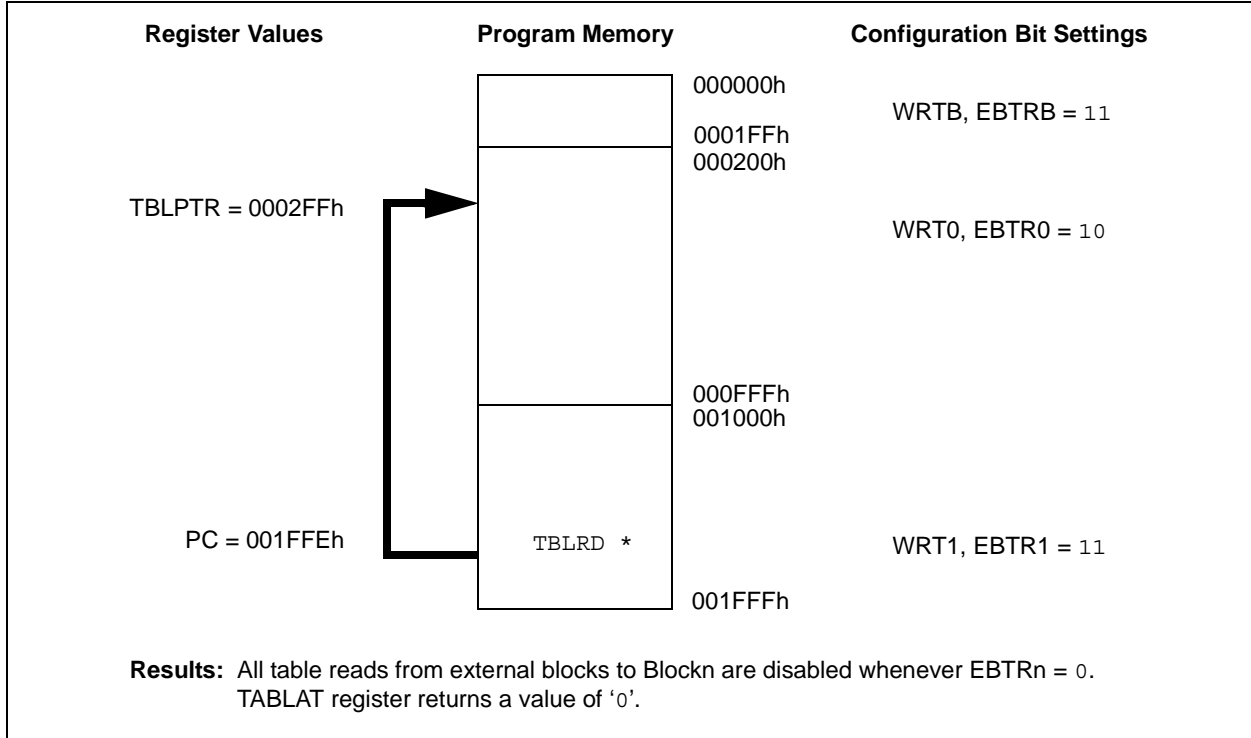 Register Values Program Memory Configuration Bit Settings
000000h
WRTB, EBTRB = 11
0001FFh
000200h
TBLPTR = 0002FFh
WRT0, EBTR0 = 10
000FFFh
001000h
PC = 001FFEh TBLRD * WRT1, EBTR1 = 11
001FFFh
Results: All table reads from external blocks to Blockn are disabled whenever EBTRn = 0.
TABLAT register returns a value of ‘0’.